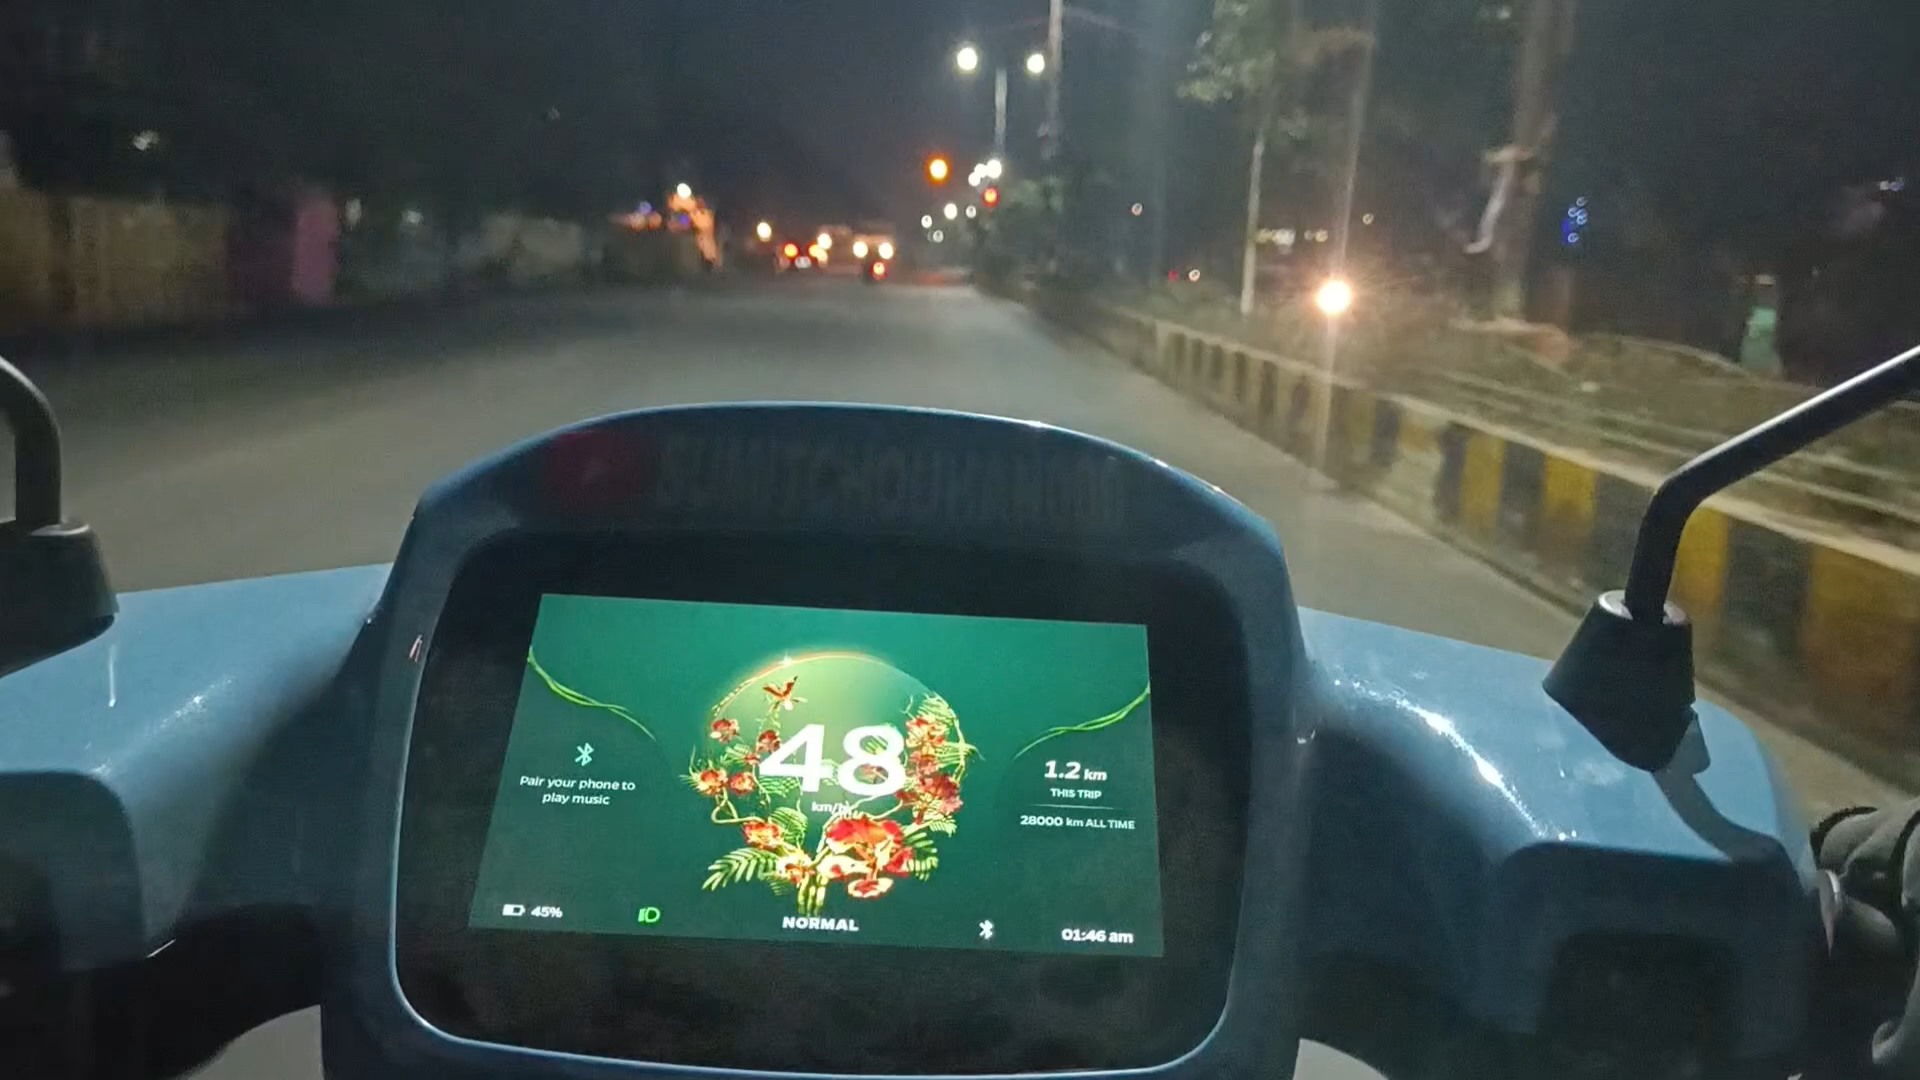 48
km/h
Pair your phone to
play music
1.2 km
THIS TRIP
28000 km ALL TIME
45%
NORMAL
01:46 am